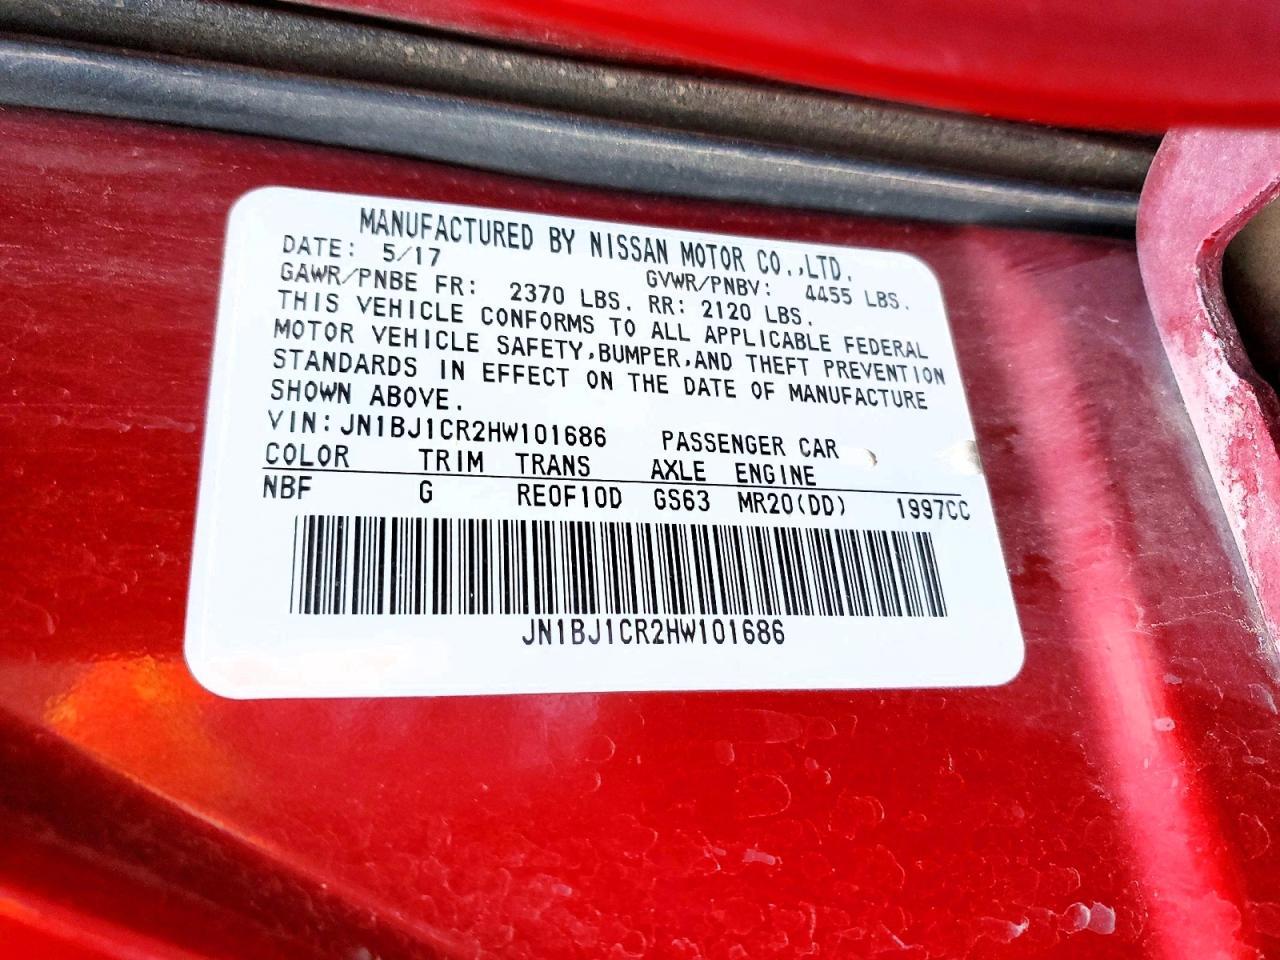 MANUFACTURED BY NISSAN MOTOR CO.,LTD.
DATE: 5/17 GVWR/PNBV: 4455 LBS.
GAWR/PNBE FR: 2370 LBS. RR: 2120 LBS.
THIS VEHICLE CONFORMS TO ALL APPLICABLE FEDERAL
MOTOR VEHICLE SAFETY,BUMPER,AND THEFT PREVENTION
STANDARDS IN EFFECT ON THE DATE OF MANUFACTURE
SHOWN ABOVE.
VIN:JN1BJ1CR2HW101686 PASSENGER CAR
COLOR TRIM TRANS AXLE ENGINE
NBF G RE0F10D GS63 MR20(DD) 1997CC
JN1BJ1CR2HW101686